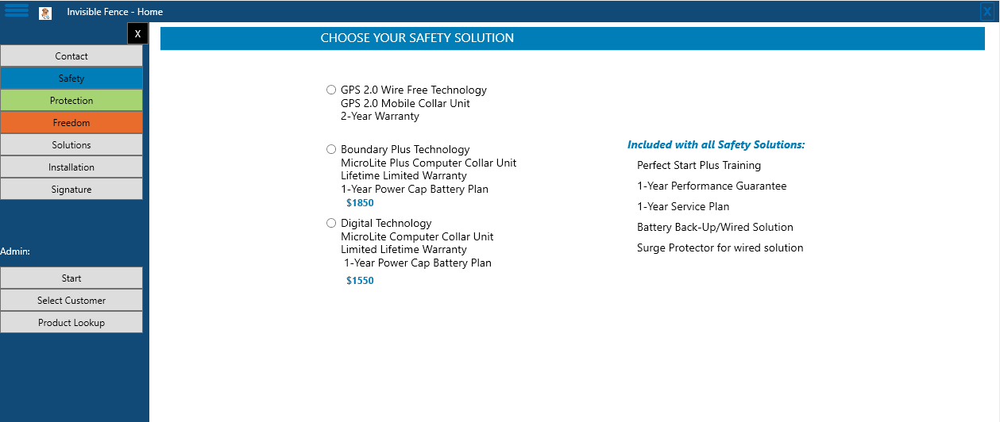 Invisible Fence - Home
X
X
Contact
Safety
Protection
Freedom
Solutions
Installation
Signature
Admin:
Start
Select Customer
Product Lookup
CHOOSE YOUR SAFETY SOLUTION
GPS 2.0 Wire Free Technology
GPS 2.0 Mobile Collar Unit
2-Year Warranty
Boundary Plus Technology
MicroLite Plus Computer Collar Unit
Lifetime Limited Warranty
1-Year Power Cap Battery Plan
$1850
Digital Technology
MicroLite Computer Collar Unit
Limited Lifetime Warranty
1-Year Power Cap Battery Plan
$1550
Included with all Safety Solutions:
Perfect Start Plus Training
1-Year Performance Guarantee
1-Year Service Plan
Battery Back-Up/Wired Solution
Surge Protector for wired solution